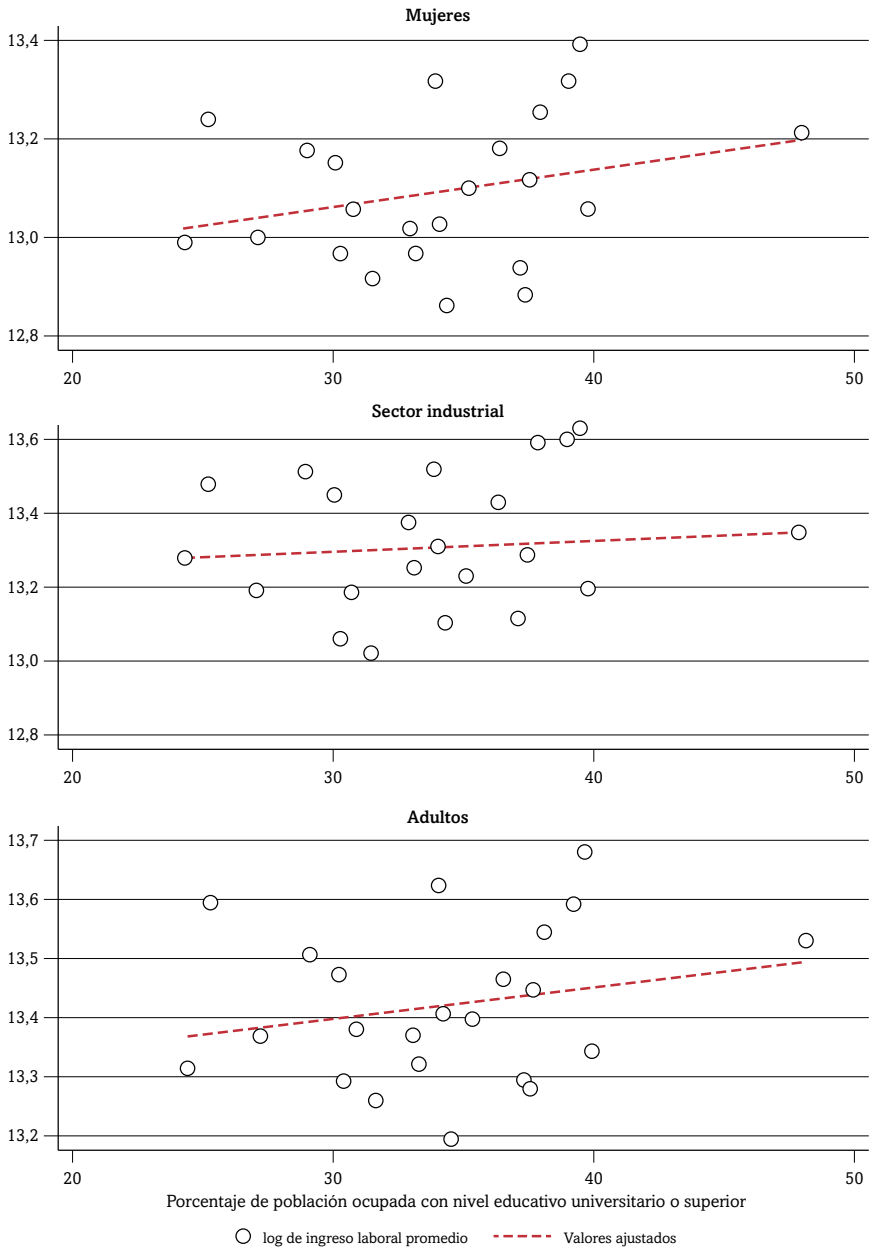 Mujeres
13,4
13,2
13,0
12,8
20 30 40 50
Sector industrial
13,6
13,4
13,2
13,0
12,8
20 30 40 50
Adultos
13,7
13,6
13,5
13,4
13,3
13,2
20 30 40 50
Porcentaje de población ocupada con nivel educativo universitario o superior
log de ingreso laboral promedio Valores ajustados